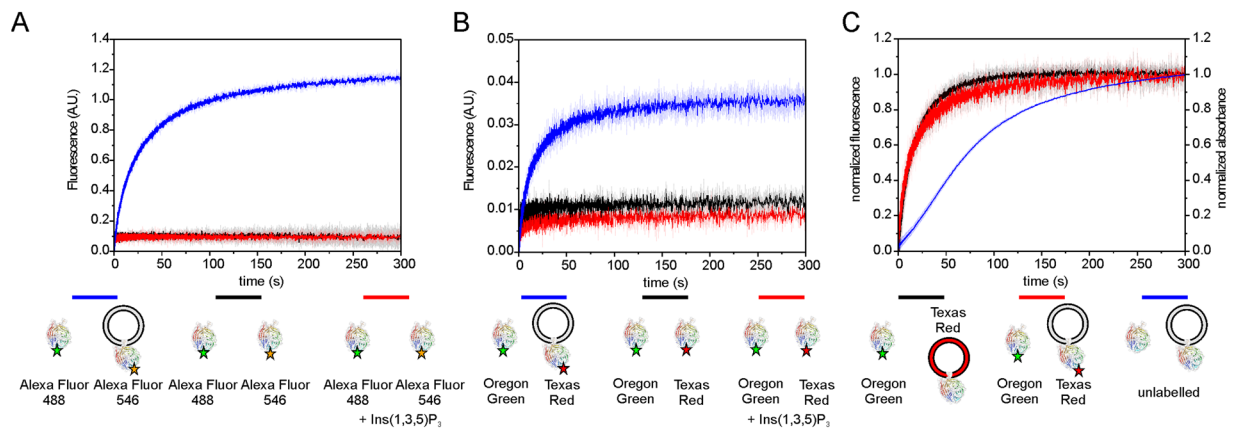 A
B
C
1.4
1.2
1.0
0.8
0.6
0.4
0.2
0.0
Fluorescence (A.U.)
0 50 100 150 200 250 300
time (s)
0.05
0.04
0.03
0.02
0.01
0.00
Fluorescence (A.U.)
0 50 100 150 200 250 300
time (s)
1.2
1.0
0.8
0.6
0.4
0.2
0.0
normalized fluorescence
0 50 100 150 200 250 300
time (s)
1.2
1.0
0.8
0.6
0.4
0.2
0.0
normalized absorbance
Alexa Fluor Alexa Fluor Alexa Fluor Alexa Fluor Alexa Fluor Alexa Fluor
488 546 488 546 488 546
+ Ins(1,3,5)P3
Oregon Texas Oregon Texas Oregon Texas
Green Red Green Red Green Red
+ Ins(1,3,5)P3
Texas
Red
Oregon
Green
Oregon Texas
Green Red
unlabelled